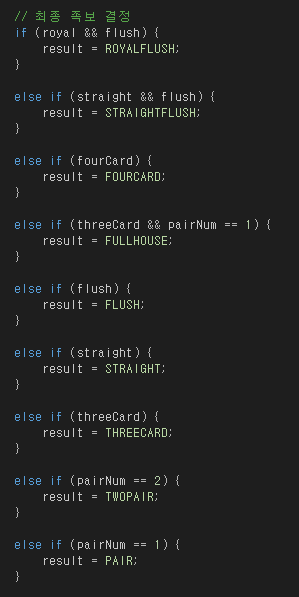 // 최종 족보 결정
if (royal && flush) {
result = ROYALFLUSH;
}
else if (straight && flush) {
result = STRAIGHTFLUSH;
}
else if (fourCard) {
result = FOURCARD;
}
else if (threeCard && pairNum == 1) {
result = FULLHOUSE;
}
else if (flush) {
result = FLUSH;
}
else if (straight) {
result = STRAIGHT;
}
else if (threeCard) {
result = THREECARD;
}
else if (pairNum == 2) {
result = TWOPAIR;
}
else if (pairNum == 1) {
result = PAIR;
}